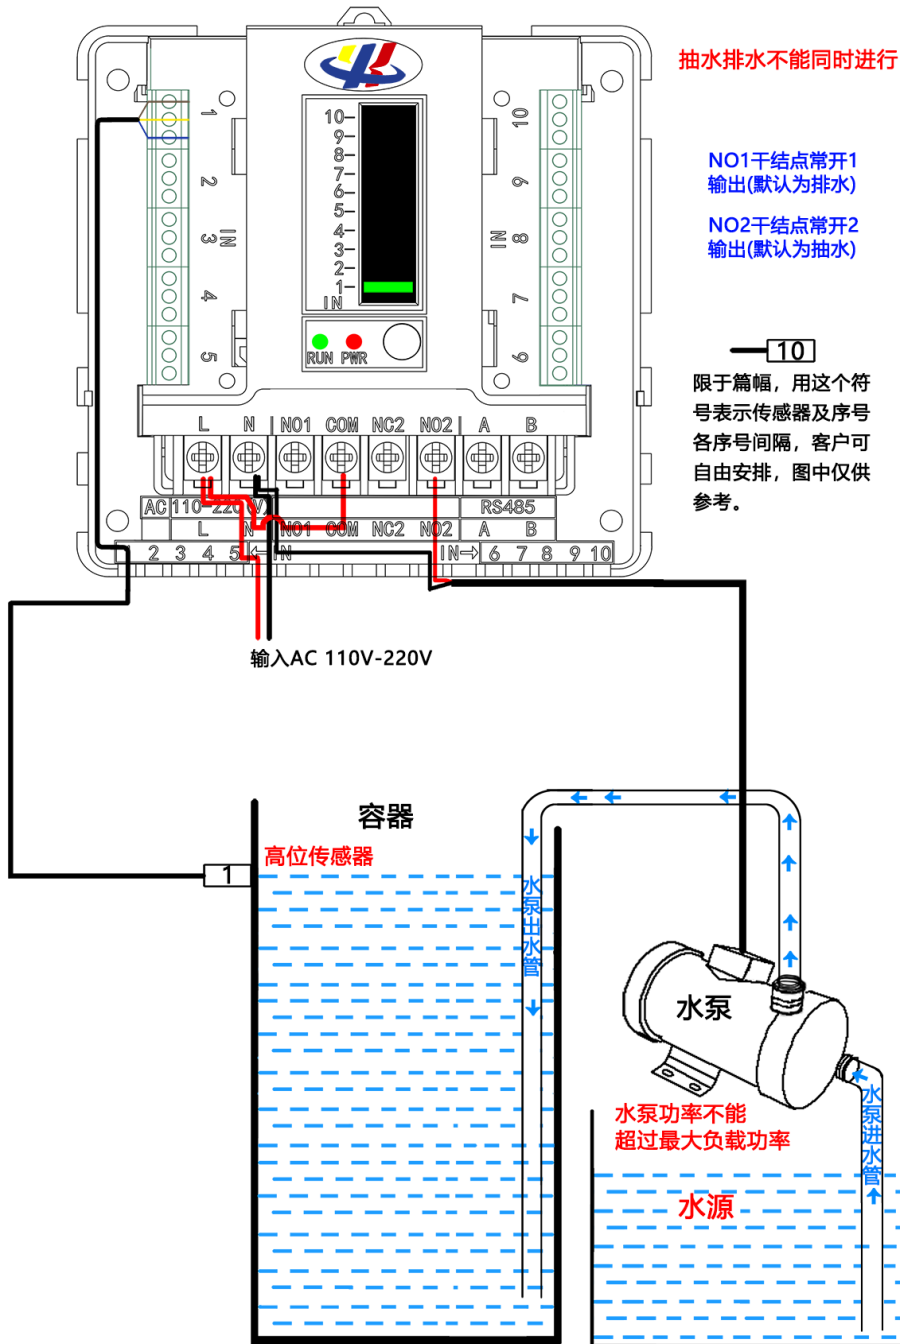 抽水排水不能同时进行
NO1干结点常开1
输出(默认为排水)
NO2干结点常开2
输出(默认为抽水)
10
限于篇幅，用这个符
号表示传感器及序号
各序号间隔，客户可
自由安排，图中仅供
参考。
1
2
3
4
5
IN
10
9
8
7
6
5
4
3
2
1
IN
RUN PWR
10
9
8
7
6
IN
L N NO1 COM NC2 NO2 A B
AC 110-220 V RS485
L N NO1 COM NC2 NO2 A B
2 3 4 5 ←IN IN→ 6 7 8 9 10
输入AC 110V-220V
容器
高位传感器
1
水泵出水管
水泵
水泵功率不能
超过最大负载功率
水泵进水管
水源